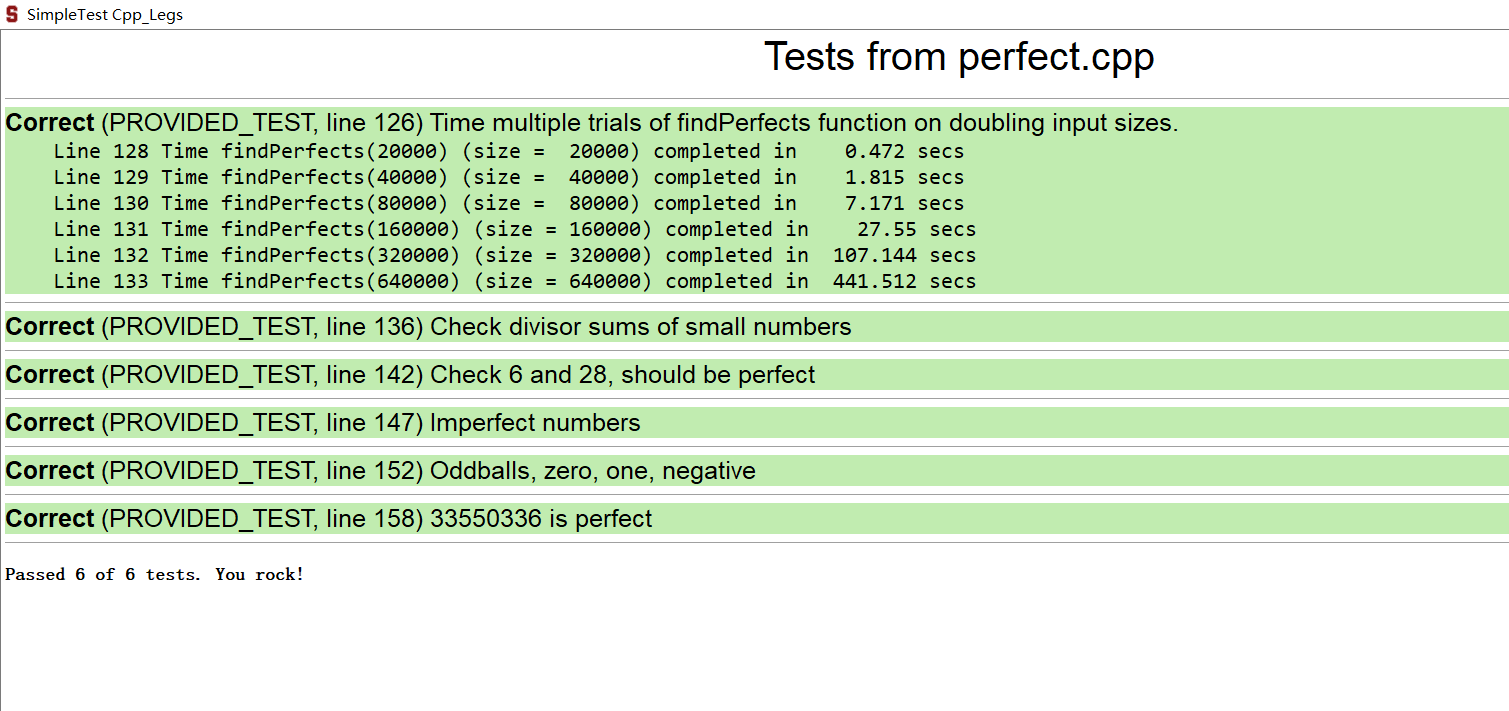 S SimpleTest Cpp_Legs
Tests from perfect.cpp
Correct (PROVIDED_TEST, line 126) Time multiple trials of findPerfects function on doubling input sizes.
Line 128 Time findPerfects(20000) (size =  20000) completed in    0.472 secs
Line 129 Time findPerfects(40000) (size =  40000) completed in    1.815 secs
Line 130 Time findPerfects(80000) (size =  80000) completed in    7.171 secs
Line 131 Time findPerfects(160000) (size = 160000) completed in    27.55 secs
Line 132 Time findPerfects(320000) (size = 320000) completed in  107.144 secs
Line 133 Time findPerfects(640000) (size = 640000) completed in  441.512 secs
Correct (PROVIDED_TEST, line 136) Check divisor sums of small numbers
Correct (PROVIDED_TEST, line 142) Check 6 and 28, should be perfect
Correct (PROVIDED_TEST, line 147) Imperfect numbers
Correct (PROVIDED_TEST, line 152) Oddballs, zero, one, negative
Correct (PROVIDED_TEST, line 158) 33550336 is perfect
Passed 6 of 6 tests. You rock!